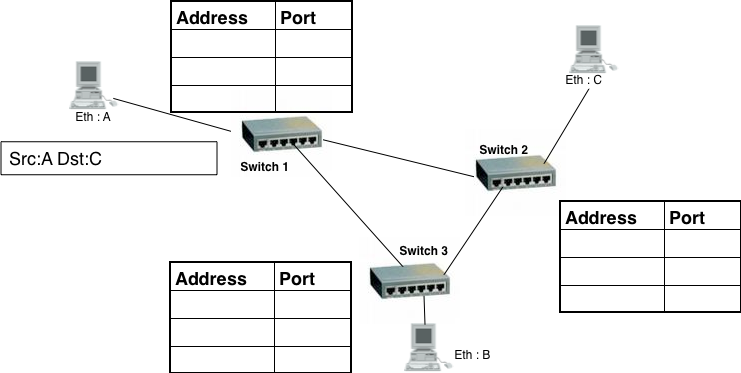 Address Port
Eth : C
Eth : A
Switch 1
Switch 2
Src:A Dst:C
Address Port
Switch 3
Address Port
Eth : B